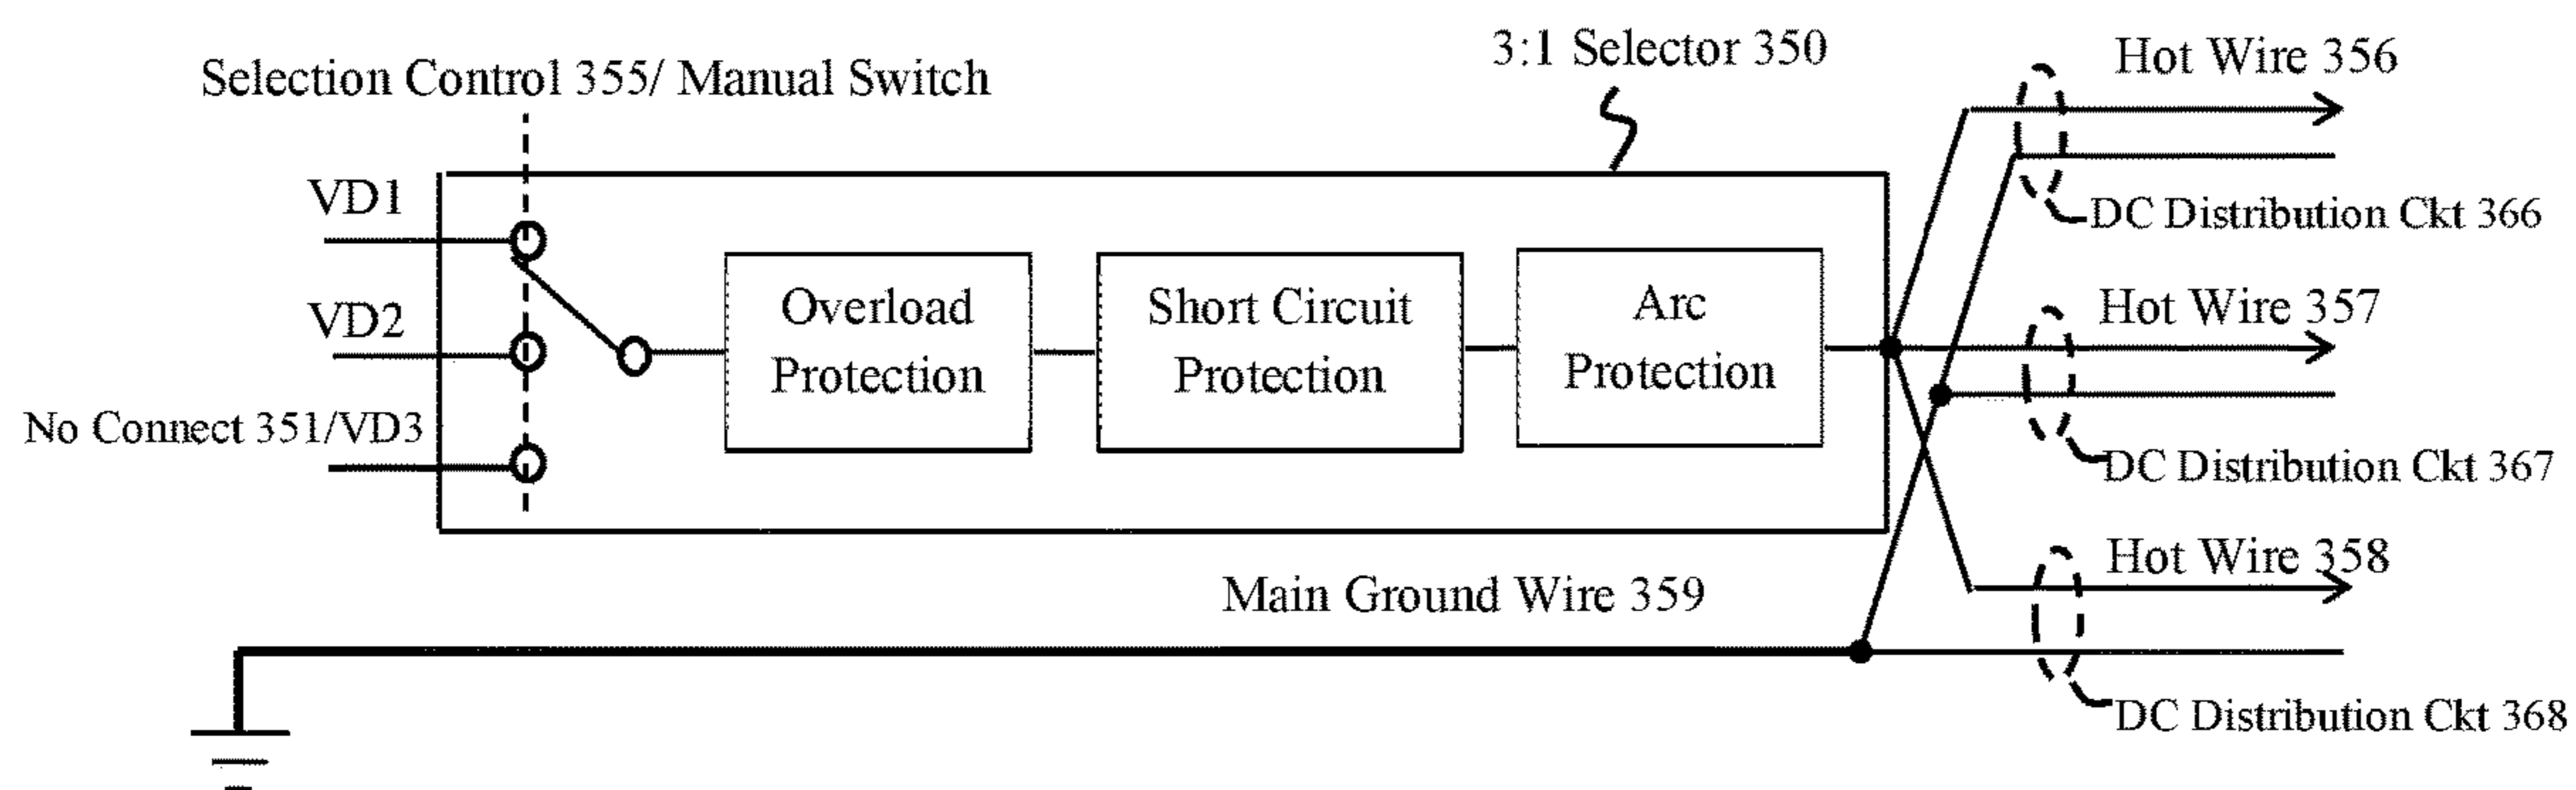 3:1 Selector 350
Hot Wire 356
Selection Control 355/ Manual Switch
VD1
DC Distribution Ckt 366
VD2
Overload
Protection
Short Circuit
Protection
Arc
Protection
Hot Wire 357
No Connect 351/VD3
DC Distribution Ckt 367
Hot Wire 358
Main Ground Wire 359
DC Distribution Ckt 368